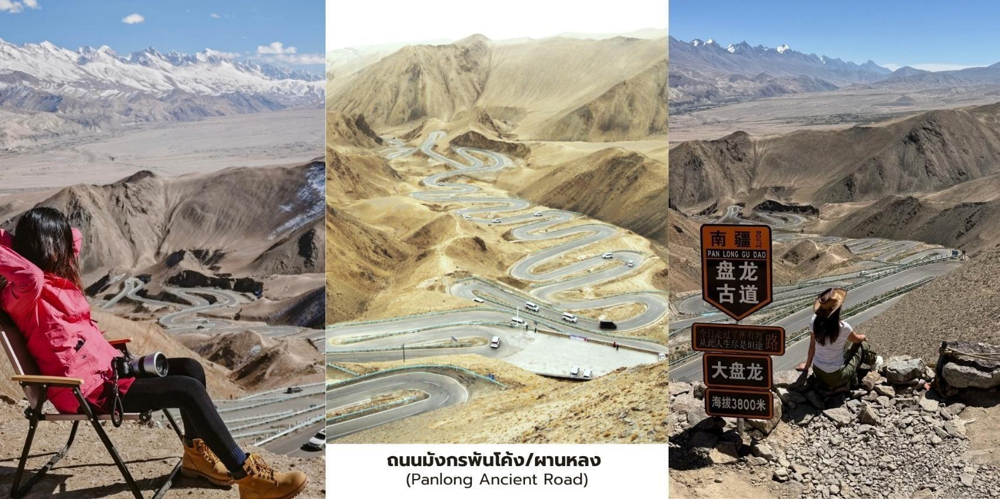 ถนนมังกรพันโค้ง/ผานหลง
(Panlong Ancient Road)
南疆
ROUTE
PAN LONG GU DAO
盘龙
古道
今日走过了所有弯路
从此人生尽是坦途
大盘龙
海拔3800米